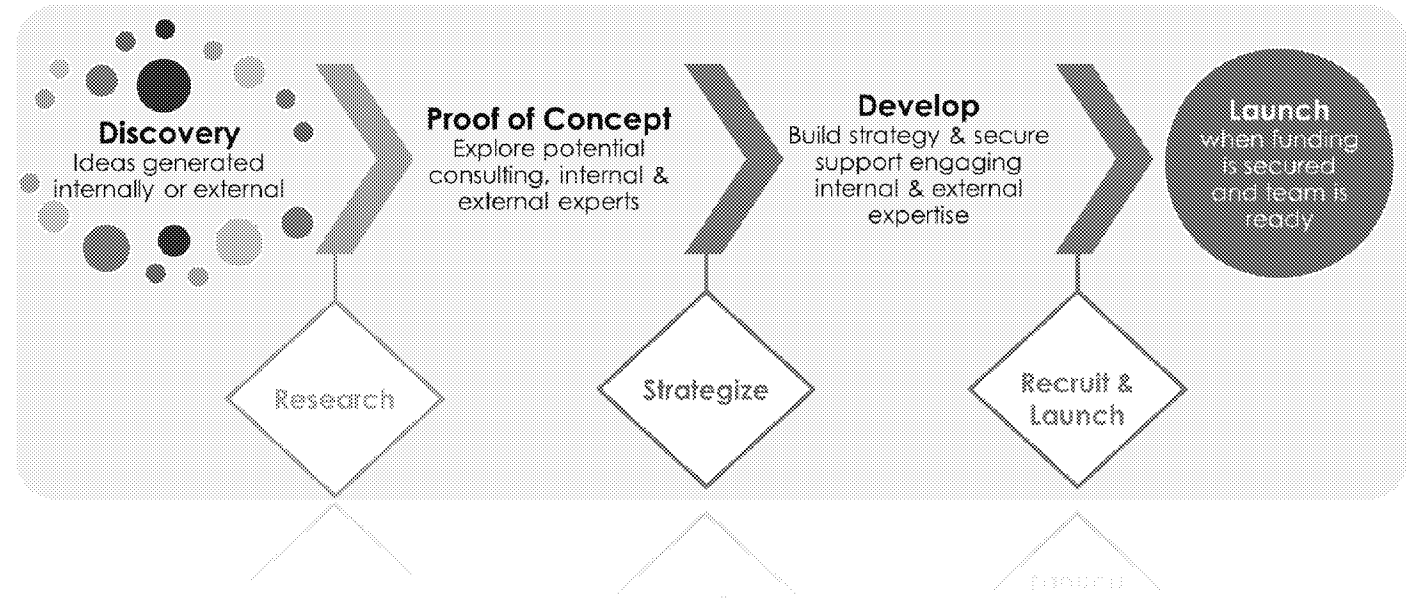 Discovery
Ideas generated
internally or external
Proof of Concept
Explore potential
consulting, internal &
external experts
Develop
Build strategy & secure
support engaging
internal & external
expertise
Launch
when funding
is secured
and team is
ready
Research
Strategize
Recruit &
Launch